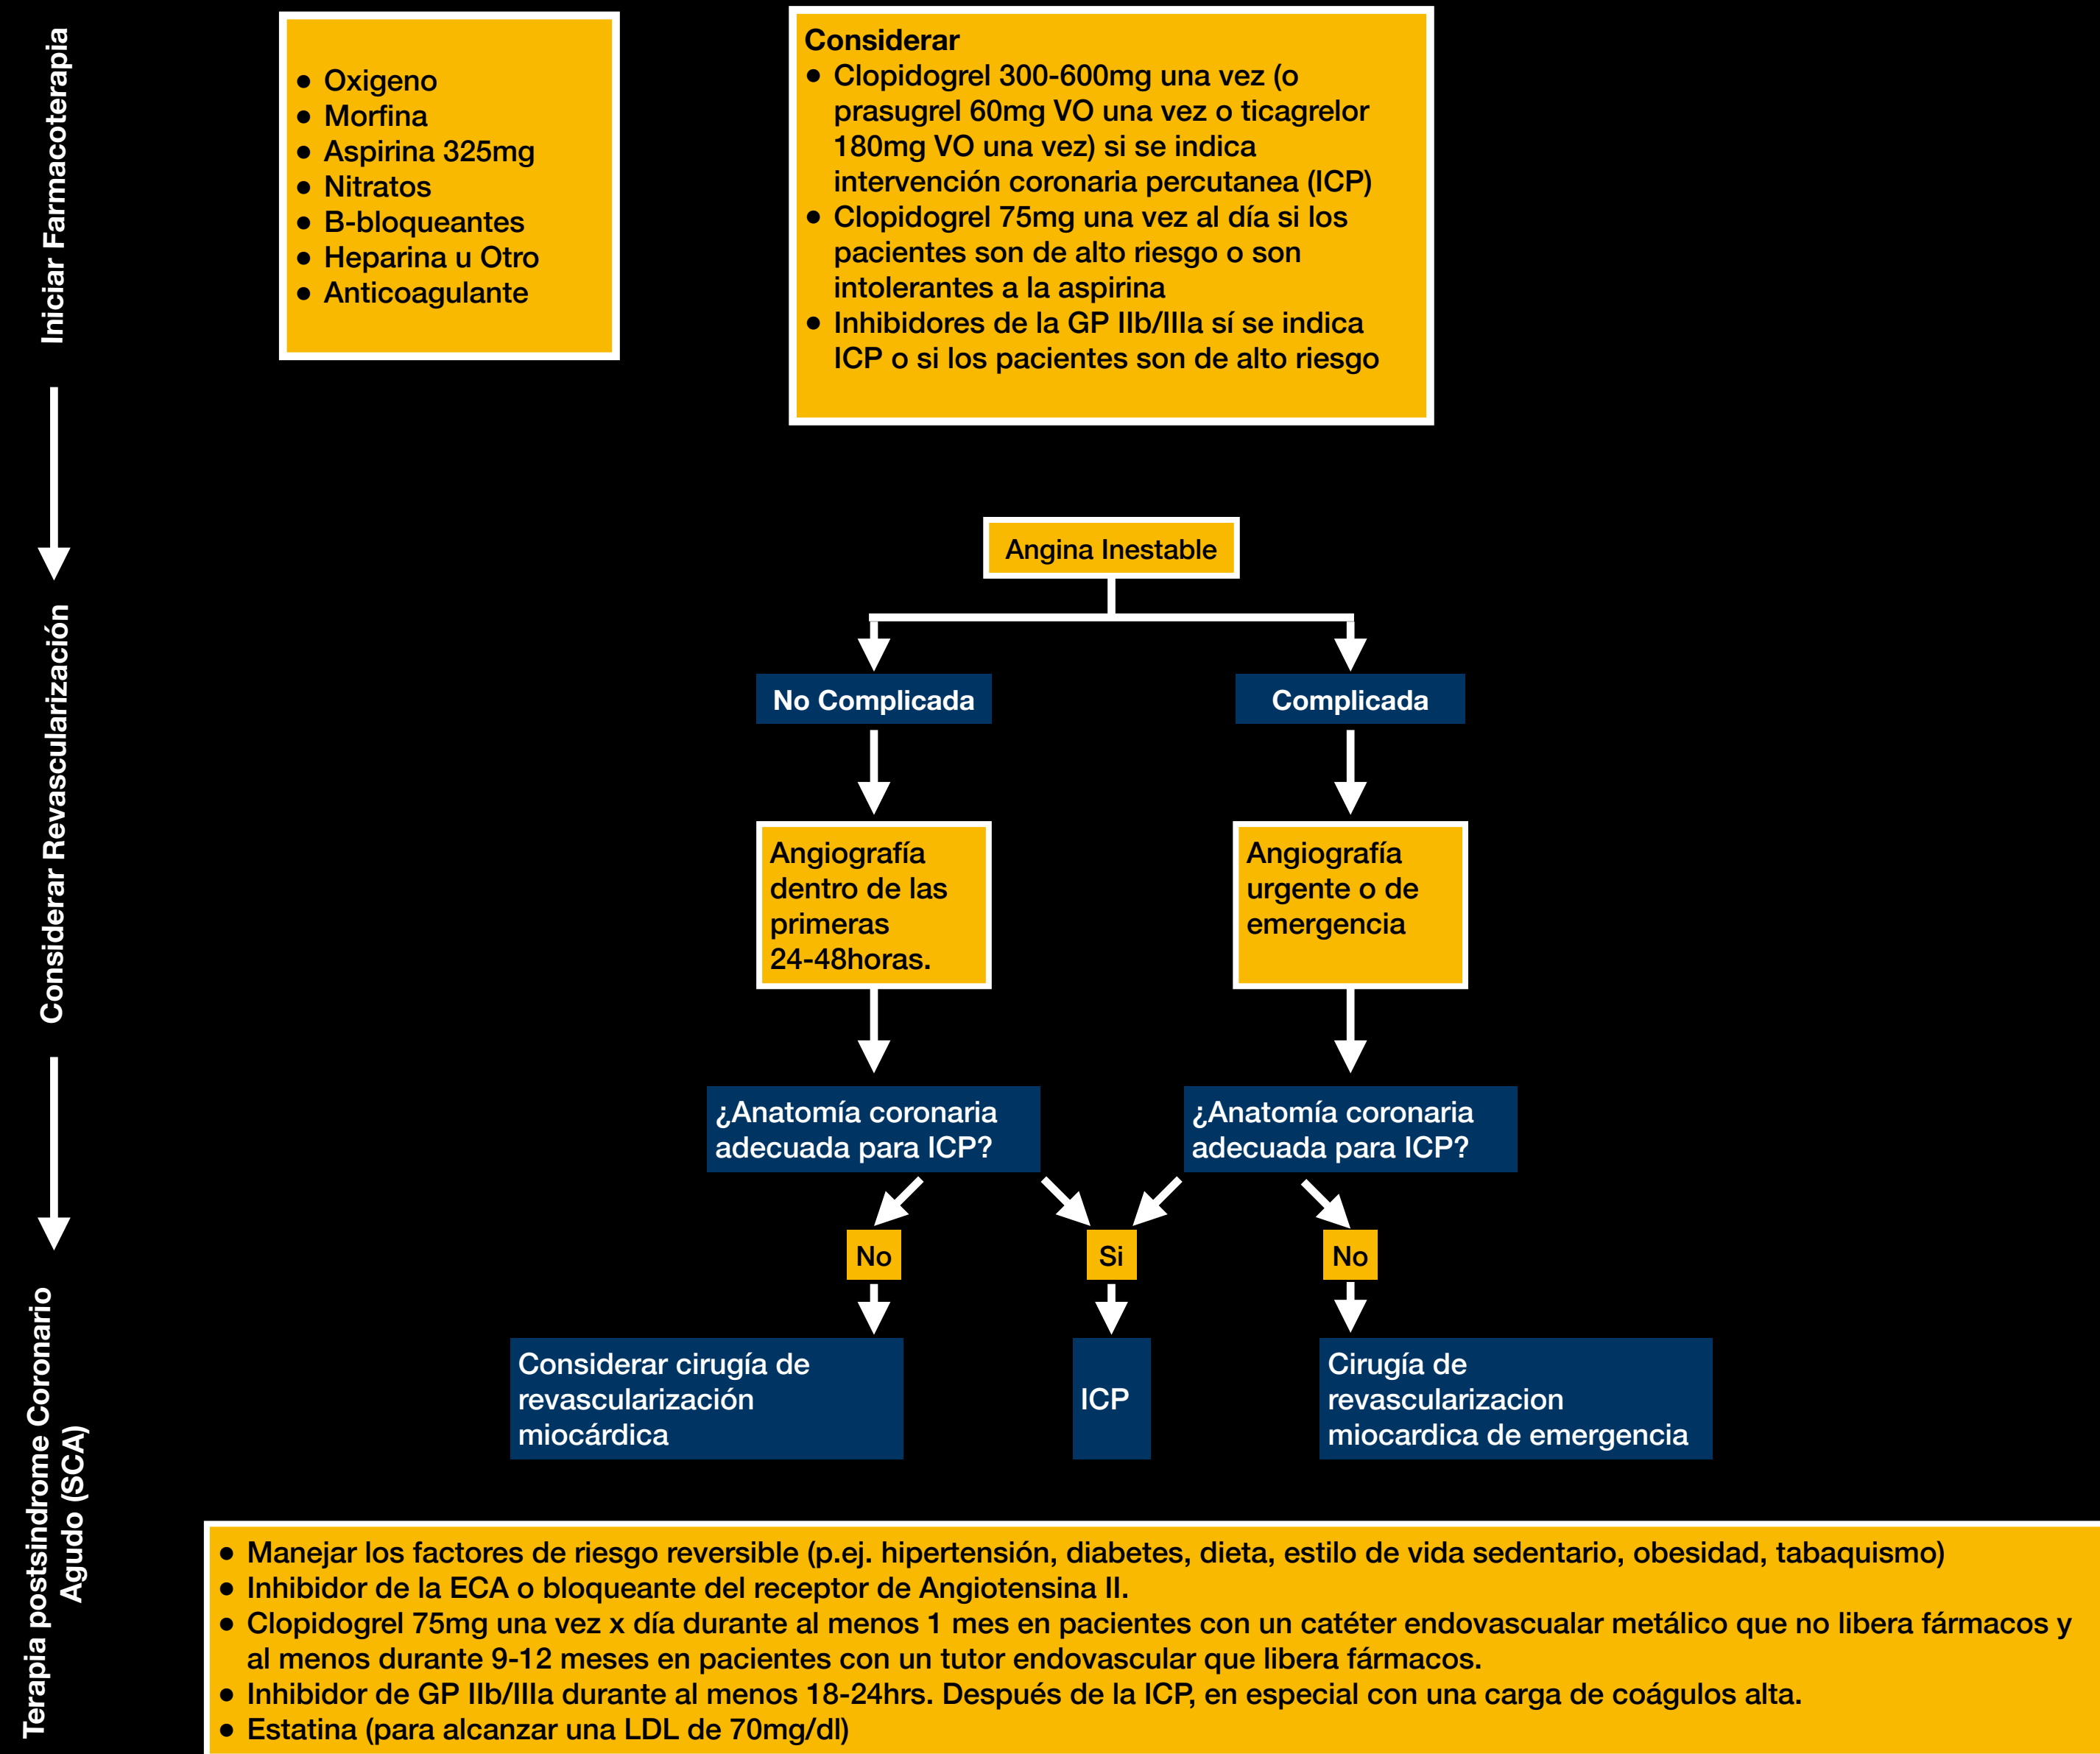 Iniciar Farmacoterapia
● Oxigeno
● Morfina
● Aspirina 325mg
● Nitratos
● B-bloqueantes
● Heparina u Otro
● Anticoagulante
Considerar
● Clopidogrel 300-600mg una vez (o
prasugrel 60mg VO una vez o ticagrelor
180mg VO una vez) si se indica
intervención coronaria percutanea (ICP)
● Clopidogrel 75mg una vez al día si los
pacientes son de alto riesgo o son
intolerantes a la aspirina
● Inhibidores de la GP IIb/IIIa sí se indica
ICP o si los pacientes son de alto riesgo
Considerar Revascularización
Angina Inestable
No Complicada
Complicada
Angiografía
dentro de las
primeras
24-48horas.
Angiografía
urgente o de
emergencia
¿Anatomía coronaria
adecuada para ICP?
¿Anatomía coronaria
adecuada para ICP?
No
Si
No
Considerar cirugía de
revascularización
miocárdica
ICP
Cirugía de
revascularizacion
miocardica de emergencia
Terapia postsindrome Coronario
Agudo (SCA)
● Manejar los factores de riesgo reversible (p.ej. hipertensión, diabetes, dieta, estilo de vida sedentario, obesidad, tabaquismo)
● Inhibidor de la ECA o bloqueante del receptor de Angiotensina II.
● Clopidogrel 75mg una vez x día durante al menos 1 mes en pacientes con un catéter endovascualar metálico que no libera fármacos y
al menos durante 9-12 meses en pacientes con un tutor endovascular que libera fármacos.
● Inhibidor de GP IIb/IIIa durante al menos 18-24hrs. Después de la ICP, en especial con una carga de coágulos alta.
● Estatina (para alcanzar una LDL de 70mg/dl)